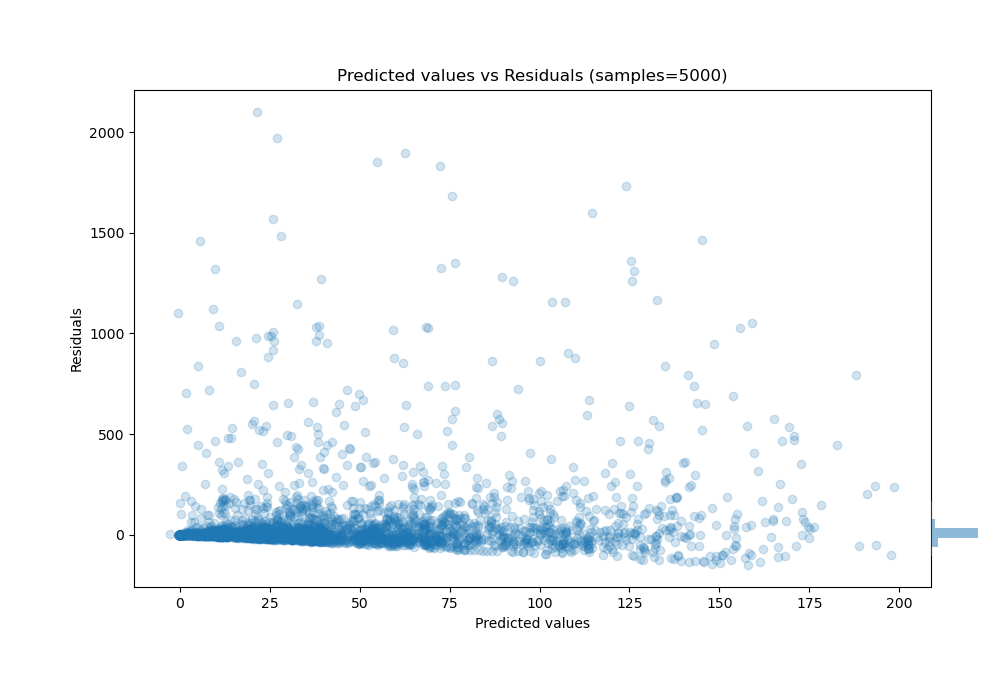 Predicted values vs Residuals (samples=5000)
2000
1500
1000
500
0
Residuals
0 25 50 75 100 125 150 175 200
Predicted values